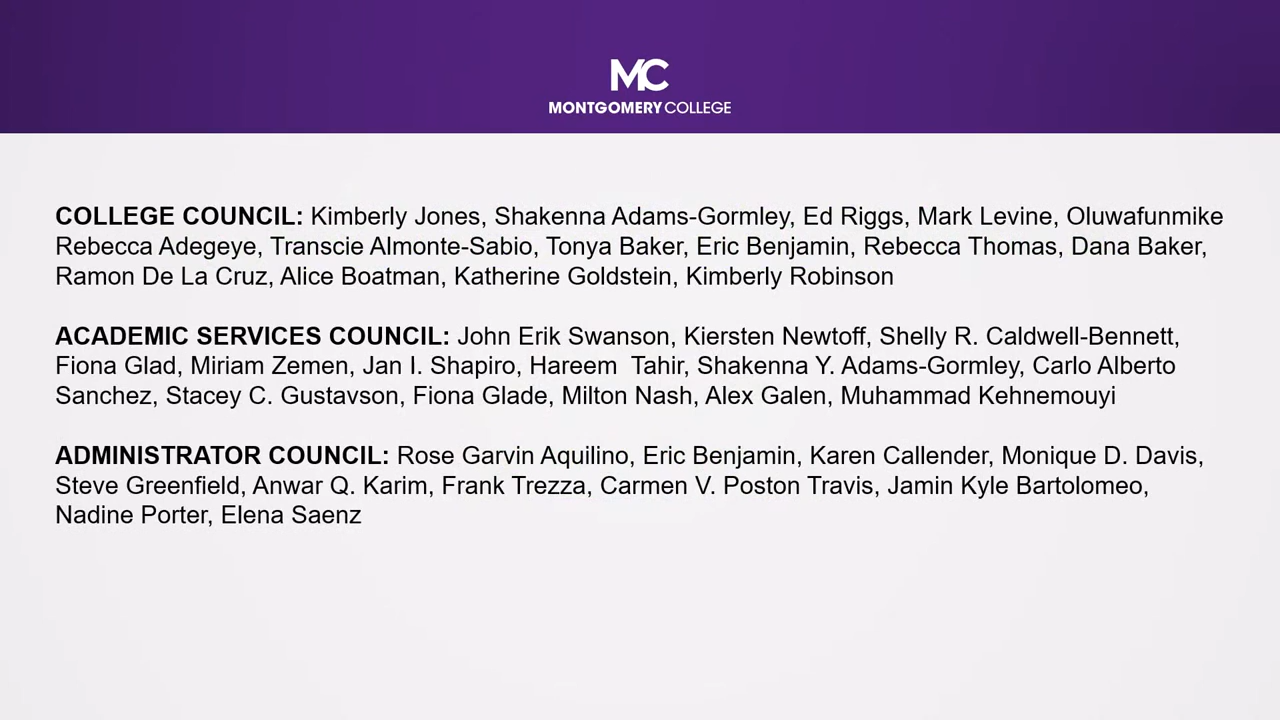 MC
MONTGOMERY COLLEGE
COLLEGE COUNCIL: Kimberly Jones, Shakenna Adams-Gormley, Ed Riggs, Mark Levine, Oluwafunmike
Rebecca Adegeye, Transcie Almonte-Sabio, Tonya Baker, Eric Benjamin, Rebecca Thomas, Dana Baker,
Ramon De La Cruz, Alice Boatman, Katherine Goldstein, Kimberly Robinson
ACADEMIC SERVICES COUNCIL: John Erik Swanson, Kiersten Newtoff, Shelly R. Caldwell-Bennett,
Fiona Glad, Miriam Zemen, Jan I. Shapiro, Hareem  Tahir, Shakenna Y. Adams-Gormley, Carlo Alberto
Sanchez, Stacey C. Gustavson, Fiona Glade, Milton Nash, Alex Galen, Muhammad Kehnemouyi
ADMINISTRATOR COUNCIL: Rose Garvin Aquilino, Eric Benjamin, Karen Callender, Monique D. Davis,
Steve Greenfield, Anwar Q. Karim, Frank Trezza, Carmen V. Poston Travis, Jamin Kyle Bartolomeo,
Nadine Porter, Elena Saenz